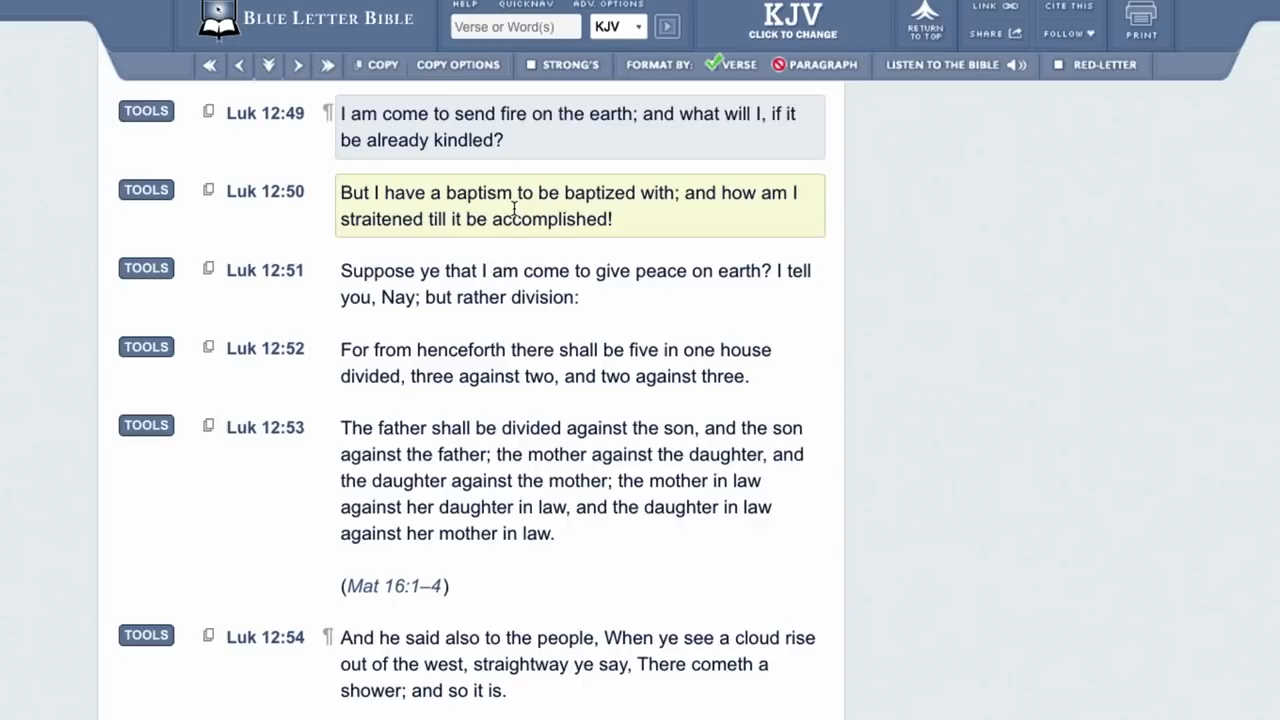 HELP QUICKNAV ADV. OPTIONS
BLUE LETTER BIBLE
Verse or Word(s)
KJV
KJV
CLICK TO CHANGE
RETURN
TO TOP
LINK
CITE THIS
SHARE
FOLLOW
PRINT
COPY COPY OPTIONS STRONG'S FORMAT BY: VERSE PARAGRAPH LISTEN TO THE BIBLE RED-LETTER
TOOLS Luk 12:49 ¶ I am come to send fire on the earth; and what will I, if it
be already kindled?
TOOLS Luk 12:50 But I have a baptism to be baptized with; and how am I
straitened till it be accomplished!
TOOLS Luk 12:51 Suppose ye that I am come to give peace on earth? I tell
you, Nay; but rather division:
TOOLS Luk 12:52 For from henceforth there shall be five in one house
divided, three against two, and two against three.
TOOLS Luk 12:53 The father shall be divided against the son, and the son
against the father; the mother against the daughter, and
the daughter against the mother; the mother in law
against her daughter in law, and the daughter in law
against her mother in law.
(Mat 16:1–4)
TOOLS Luk 12:54 ¶ And he said also to the people, When ye see a cloud rise
out of the west, straightway ye say, There cometh a
shower; and so it is.